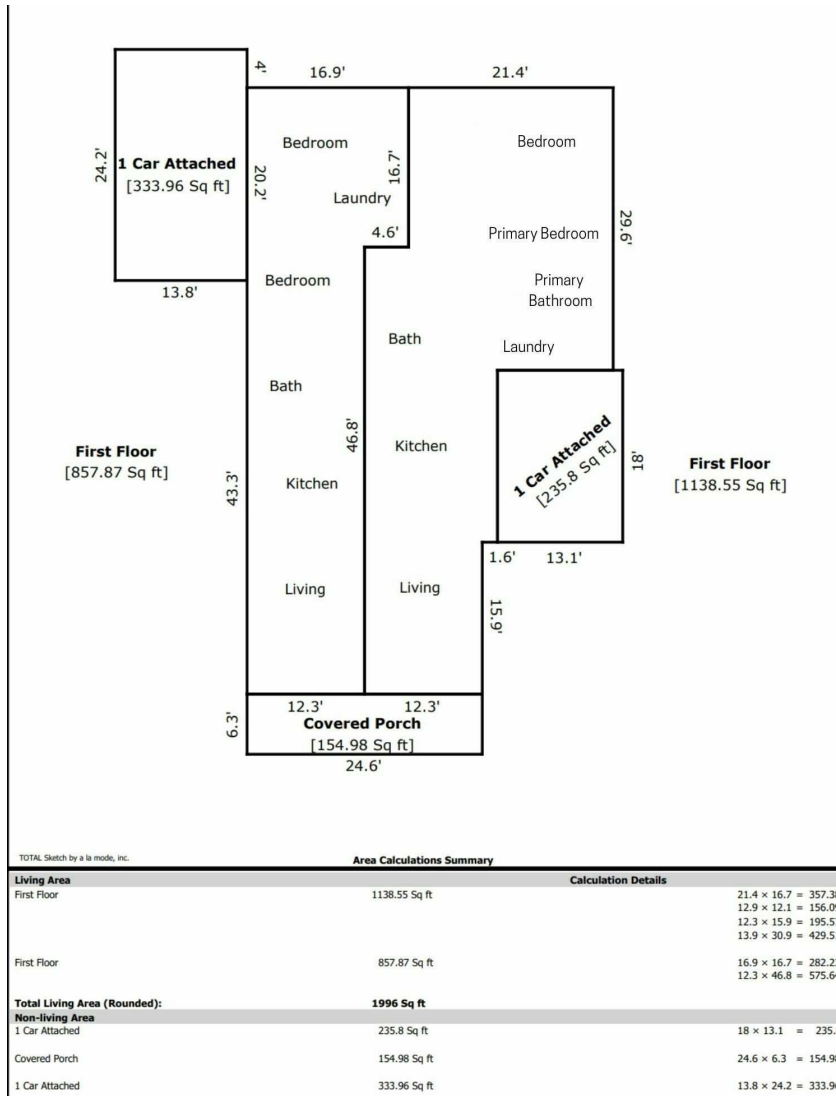 4'
16.9'
21.4'
Bedroom
Bedroom
24.2'
1 Car Attached
[333.96 Sq ft]
20.2'
16.7'
Laundry
4.6'
29.6'
Primary Bedroom
13.8'
Bedroom
Primary
Bathroom
Bath
Laundry
Bath
46.8'
First Floor
[857.87 Sq ft]
43.3'
Kitchen
Kitchen
1 Car Attached
[235.8 Sq ft]
18'
First Floor
[1138.55 Sq ft]
1.6'
13.1'
Living
Living
15.9'
6.3'
12.3'
12.3'
Covered Porch
[154.98 Sq ft]
24.6'
TOTAL Sketch by a la mode, inc.
Area Calculations Summary
Living Area
Calculation Details
First Floor
1138.55 Sq ft
21.4 × 16.7 = 357.38
12.9 × 12.1 = 156.09
12.3 × 15.9 = 195.57
13.9 × 30.9 = 429.5
First Floor
857.87 Sq ft
16.9 × 16.7 = 282.23
12.3 × 46.8 = 575.64
Total Living Area (Rounded):
1996 Sq ft
Non-living Area
1 Car Attached
235.8 Sq ft
18 × 13.1 = 235.
Covered Porch
154.98 Sq ft
24.6 × 6.3 = 154.98
1 Car Attached
333.96 Sq ft
13.8 × 24.2 = 333.96